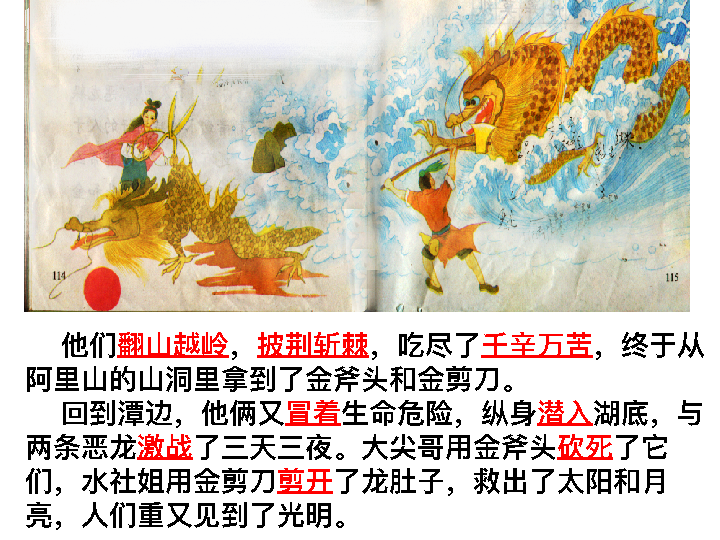 114
115
他们翻山越岭，披荆斩棘，吃尽了千辛万苦，终于从
阿里山的山洞里拿到了金斧头和金剪刀。
回到潭边，他俩又冒着生命危险，纵身潜入湖底，与
两条恶龙激战了三天三夜。大尖哥用金斧头砍死了它
们，水社姐用金剪刀剪开了龙肚子，救出了太阳和月
亮，人们重又见到了光明。